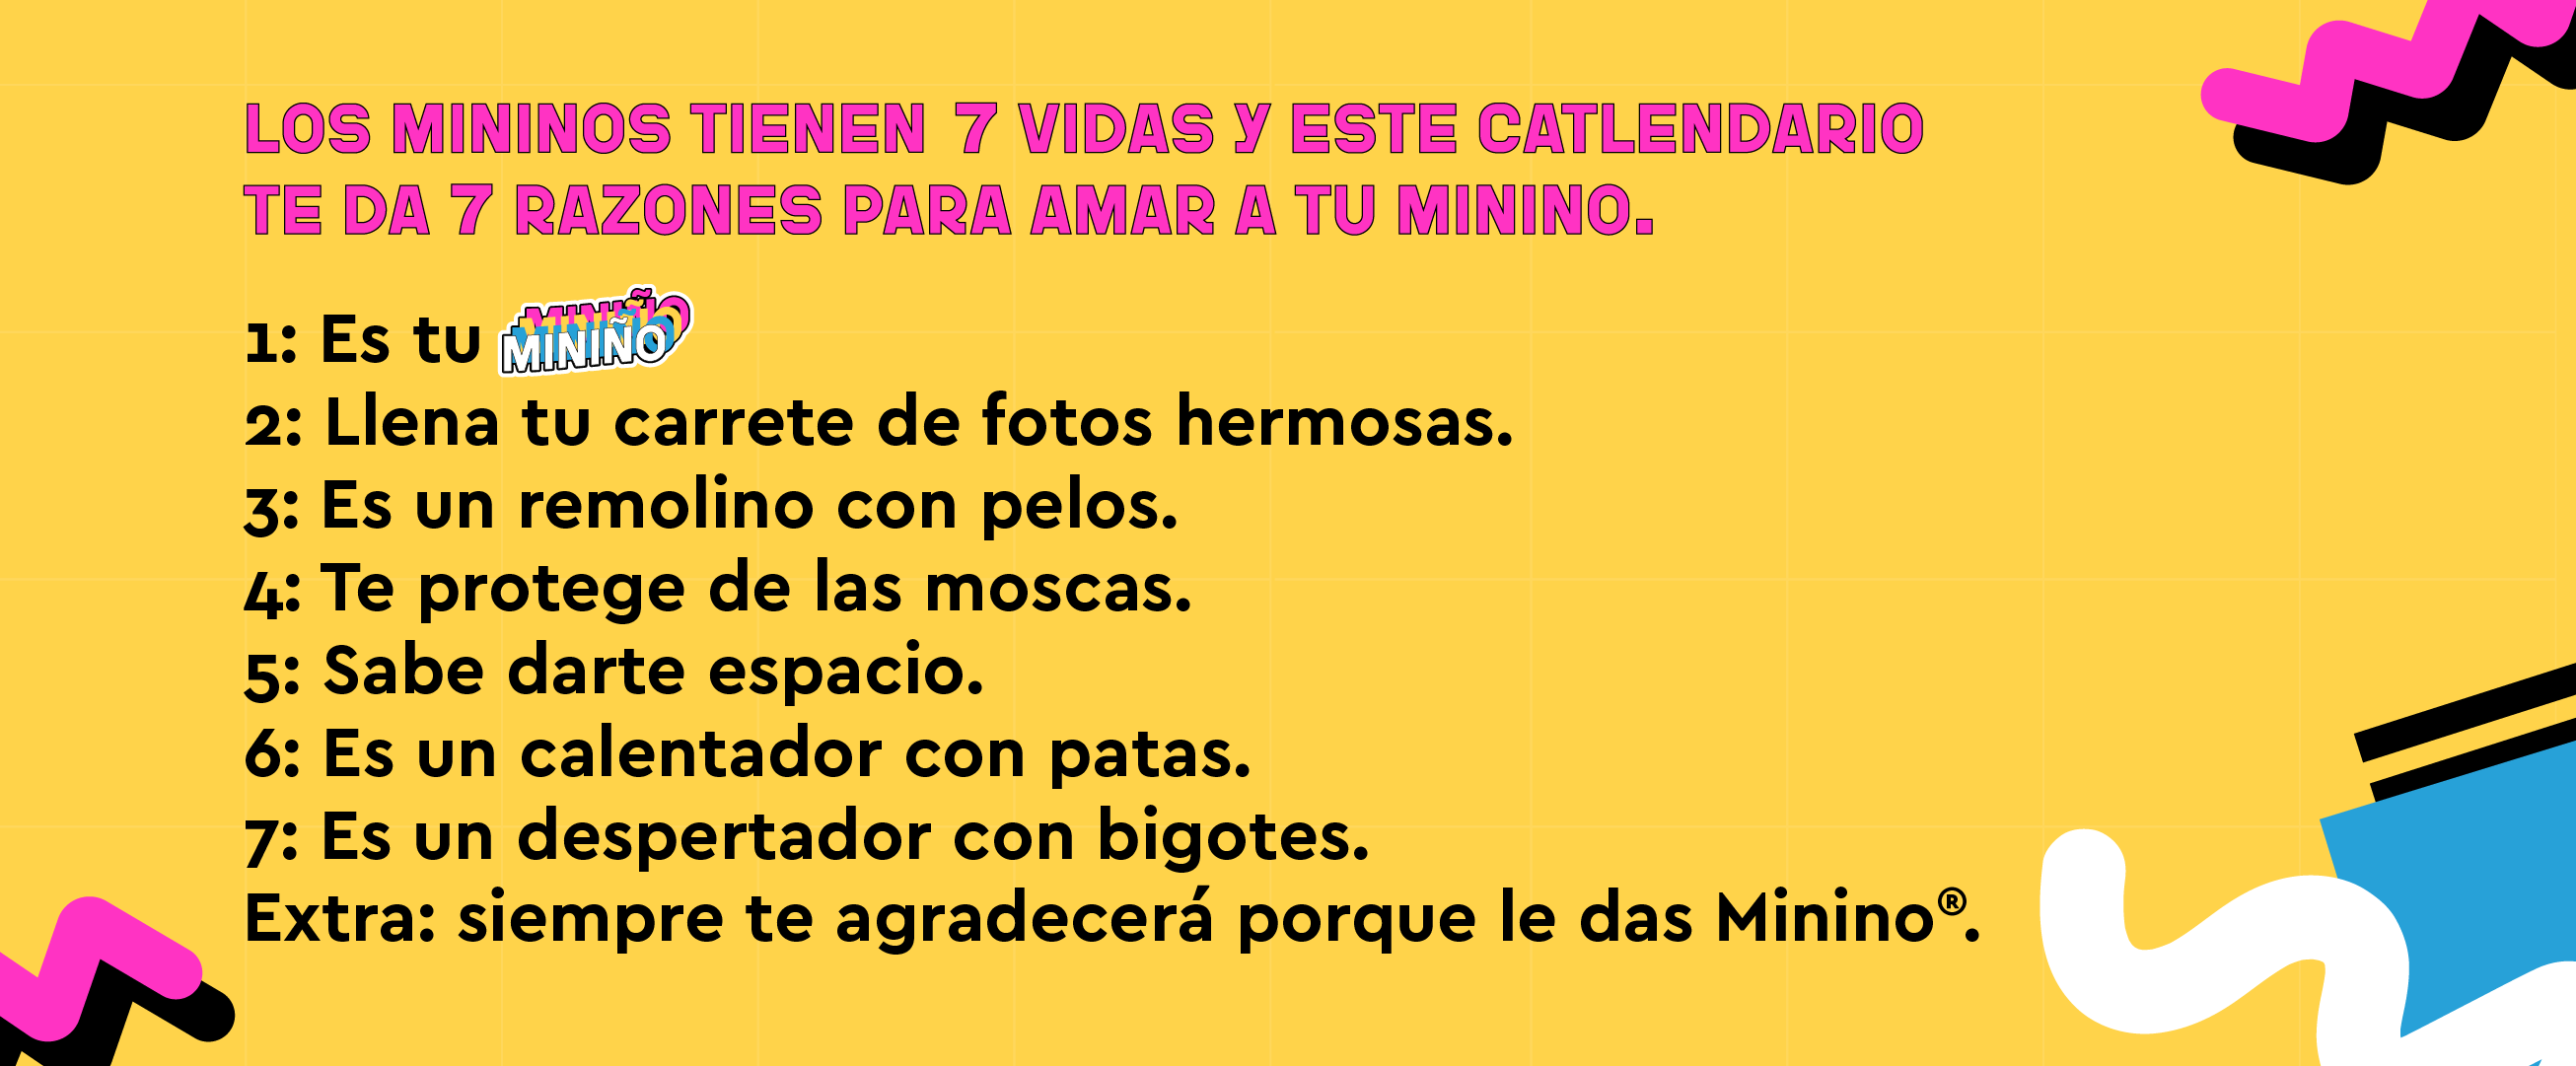 LOS MININOS TIENEN 7 VIDAS Y ESTE CATLENDARIO
TE DA 7 RAZONES PARA AMAR A TU MININO.
1: Es tu MINIÑO
2: Llena tu carrete de fotos hermosas.
3: Es un remolino con pelos.
4: Te protege de las moscas.
5: Sabe darte espacio.
6: Es un calentador con patas.
7: Es un despertador con bigotes.
Extra: siempre te agradecerá porque le das Minino®.